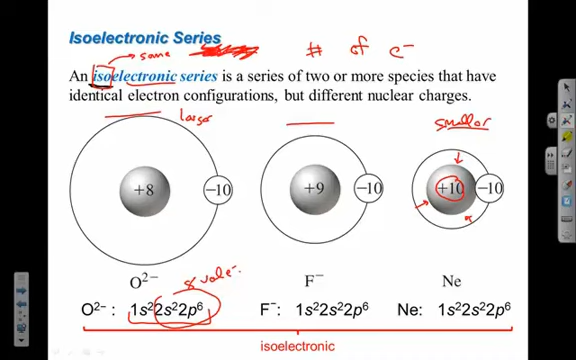 Isoelectronic Series
# of e⁻
same
An isoelectronic series is a series of two or more species that have
identical electron configurations, but different nuclear charges.
larger
smaller
+8 −10 +9 −10 +10 −10
O²⁻ F⁻ Ne
8 vale⁻
O²⁻: 1s²2s²2p⁶ F⁻: 1s²2s²2p⁶ Ne: 1s²2s²2p⁶
isoelectronic